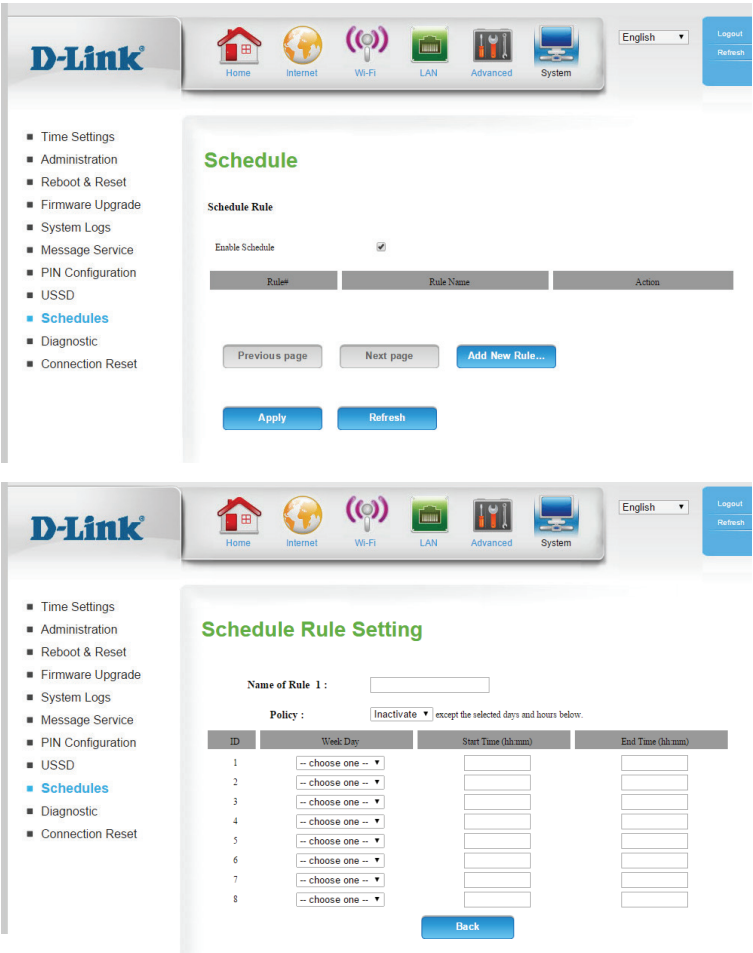 D-Link®
Home Internet Wi-Fi LAN Advanced System
English
Logout
Refresh
Time Settings
Administration
Reboot & Reset
Firmware Upgrade
System Logs
Message Service
PIN Configuration
USSD
Schedules
Diagnostic
Connection Reset
Schedule
Schedule Rule
Enable Schedule
Rule# Rule Name Action
Previous page Next page Add New Rule...
Apply Refresh
D-Link®
Home Internet Wi-Fi LAN Advanced System
English
Logout
Refresh
Time Settings
Administration
Reboot & Reset
Firmware Upgrade
System Logs
Message Service
PIN Configuration
USSD
Schedules
Diagnostic
Connection Reset
Schedule Rule Setting
Name of Rule 1 :
Policy : Inactivate except the selected days and hours below.
ID Week Day Start Time (hh:mm) End Time (hh:mm)
1 -- choose one --
2 -- choose one --
3 -- choose one --
4 -- choose one --
5 -- choose one --
6 -- choose one --
7 -- choose one --
8 -- choose one --
Back